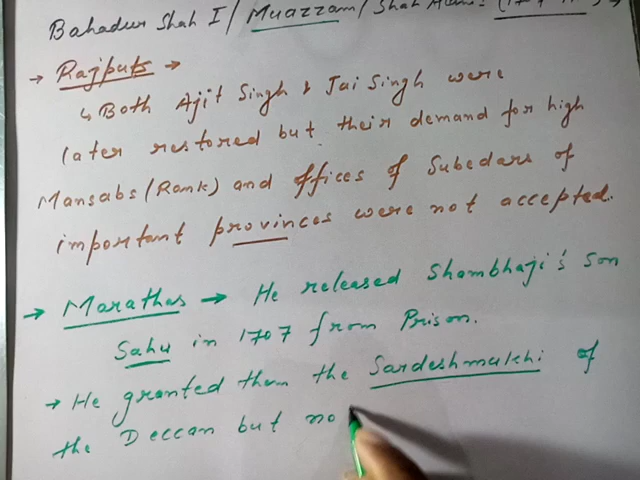 Bahadur Shah I / Muazzam / Shah
→ Rajputs →
↳ Both Ajit Singh & Jai Singh were
later restored but their demand for high
Mansabs (Rank) and offices of Subedars of
important provinces were not accepted.
→ Marathas → He released Shambhaji's son
Sahu in 1707 from Prison.
→ He granted them the Sardeshmukhi of
the Deccan but no